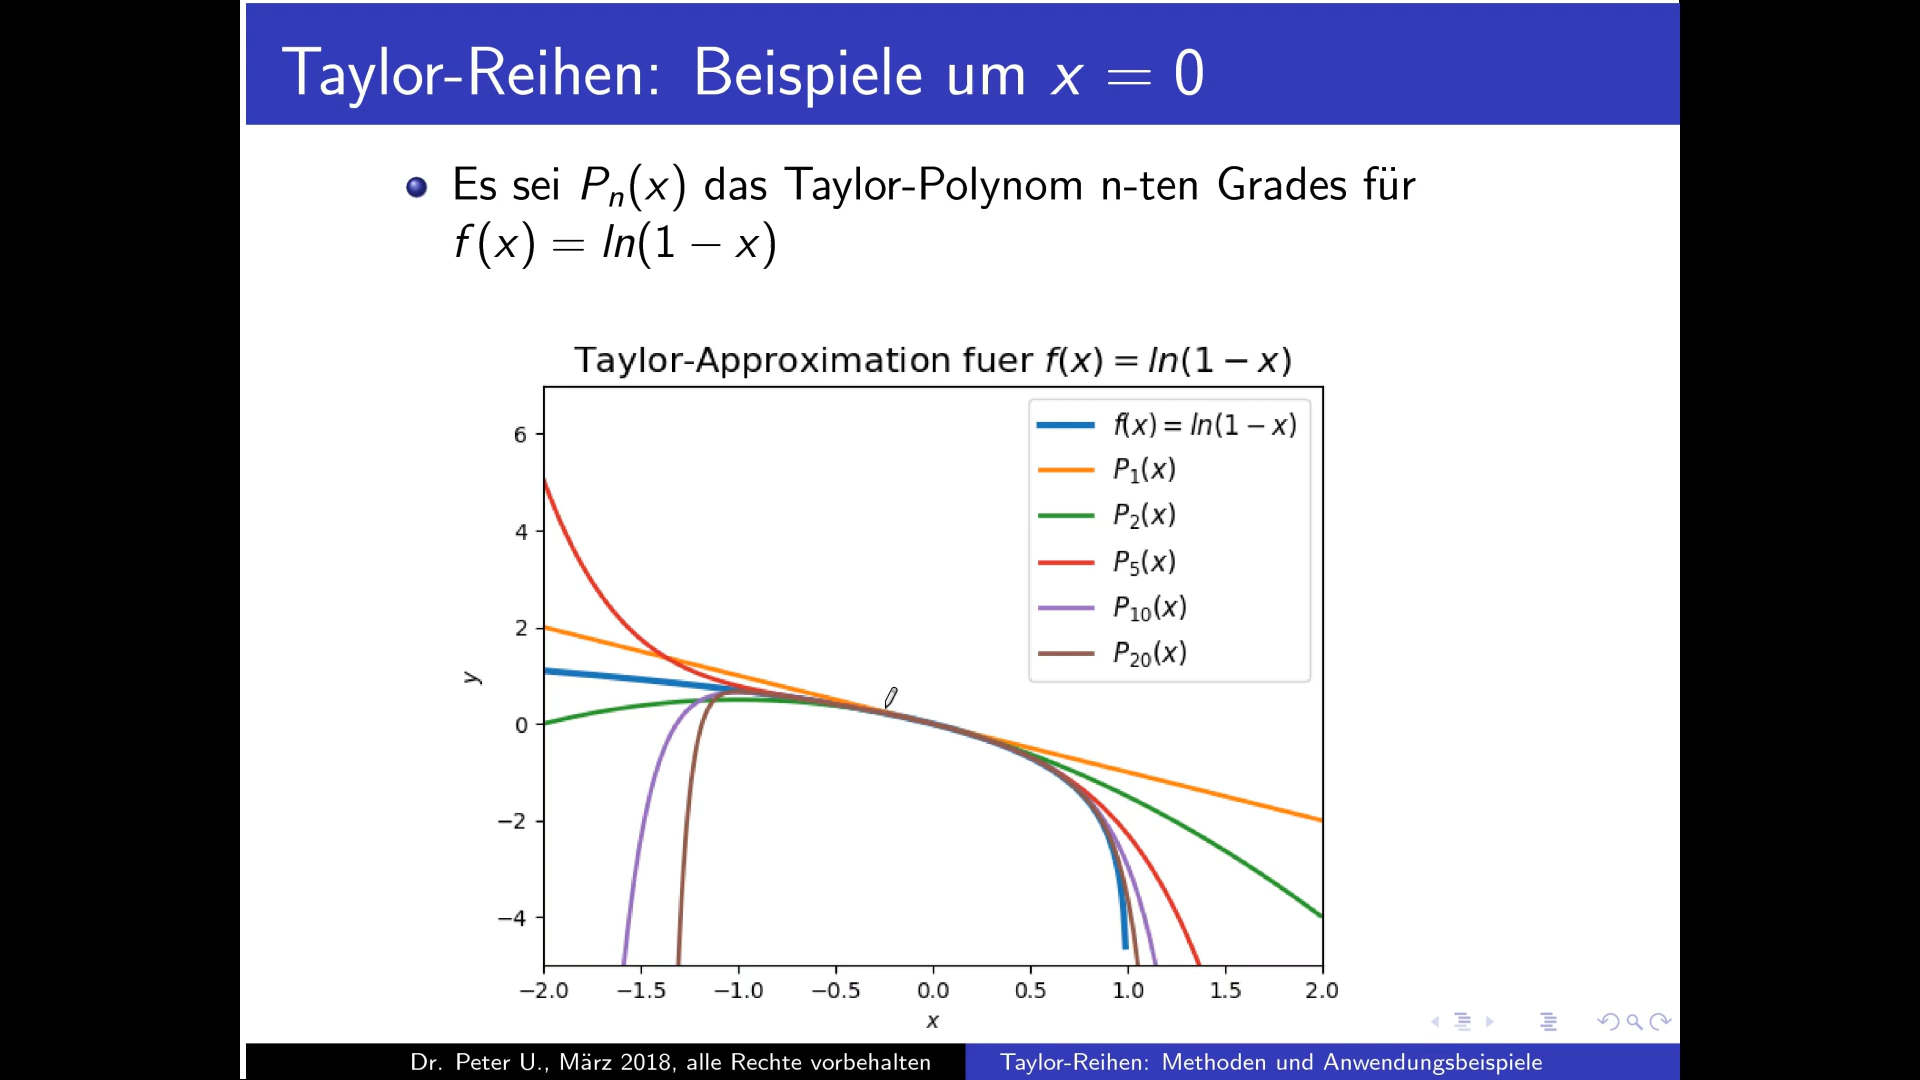 Taylor-Reihen: Beispiele um x = 0
Es sei Pn(x) das Taylor-Polynom n-ten Grades für
f(x) = ln(1 − x)
Taylor-Approximation fuer f(x) = ln(1 − x)
f(x) = ln(1 − x)
P1(x)
P2(x)
P5(x)
P10(x)
P20(x)
6
4
2
0
−2
−4
y
−2.0 −1.5 −1.0 −0.5 0.0 0.5 1.0 1.5 2.0
x
Dr. Peter U., März 2018, alle Rechte vorbehalten
Taylor-Reihen: Methoden und Anwendungsbeispiele